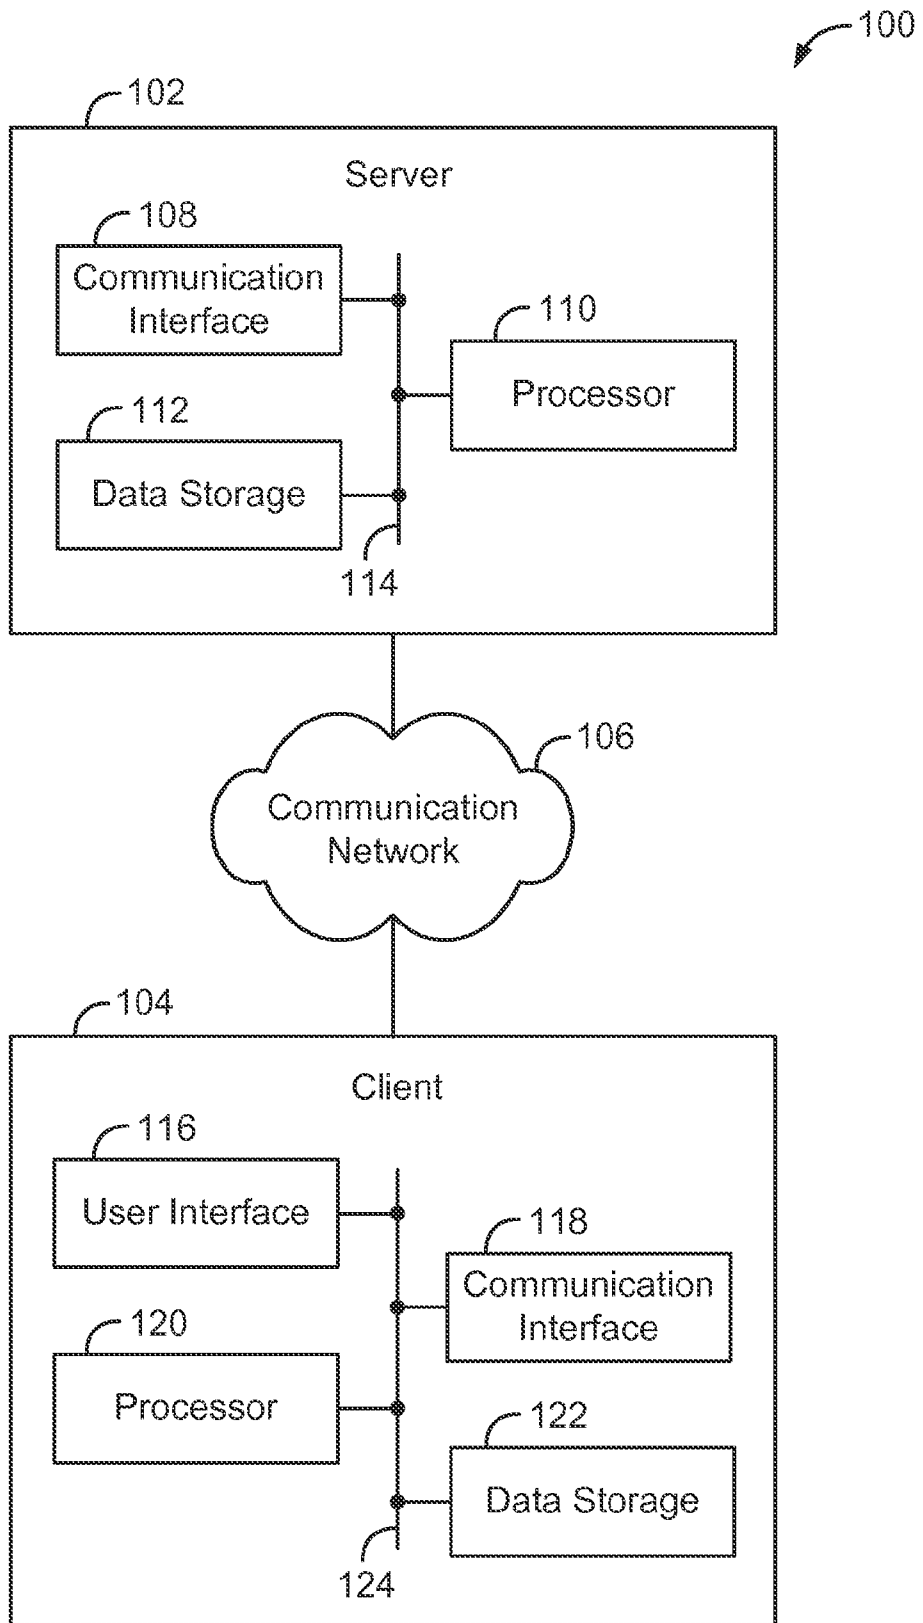 100
102
Server
108
Communication
Interface
110
Processor
112
Data Storage
114
106
Communication
Network
104
Client
116
User Interface
118
Communication
Interface
120
Processor
122
Data Storage
124